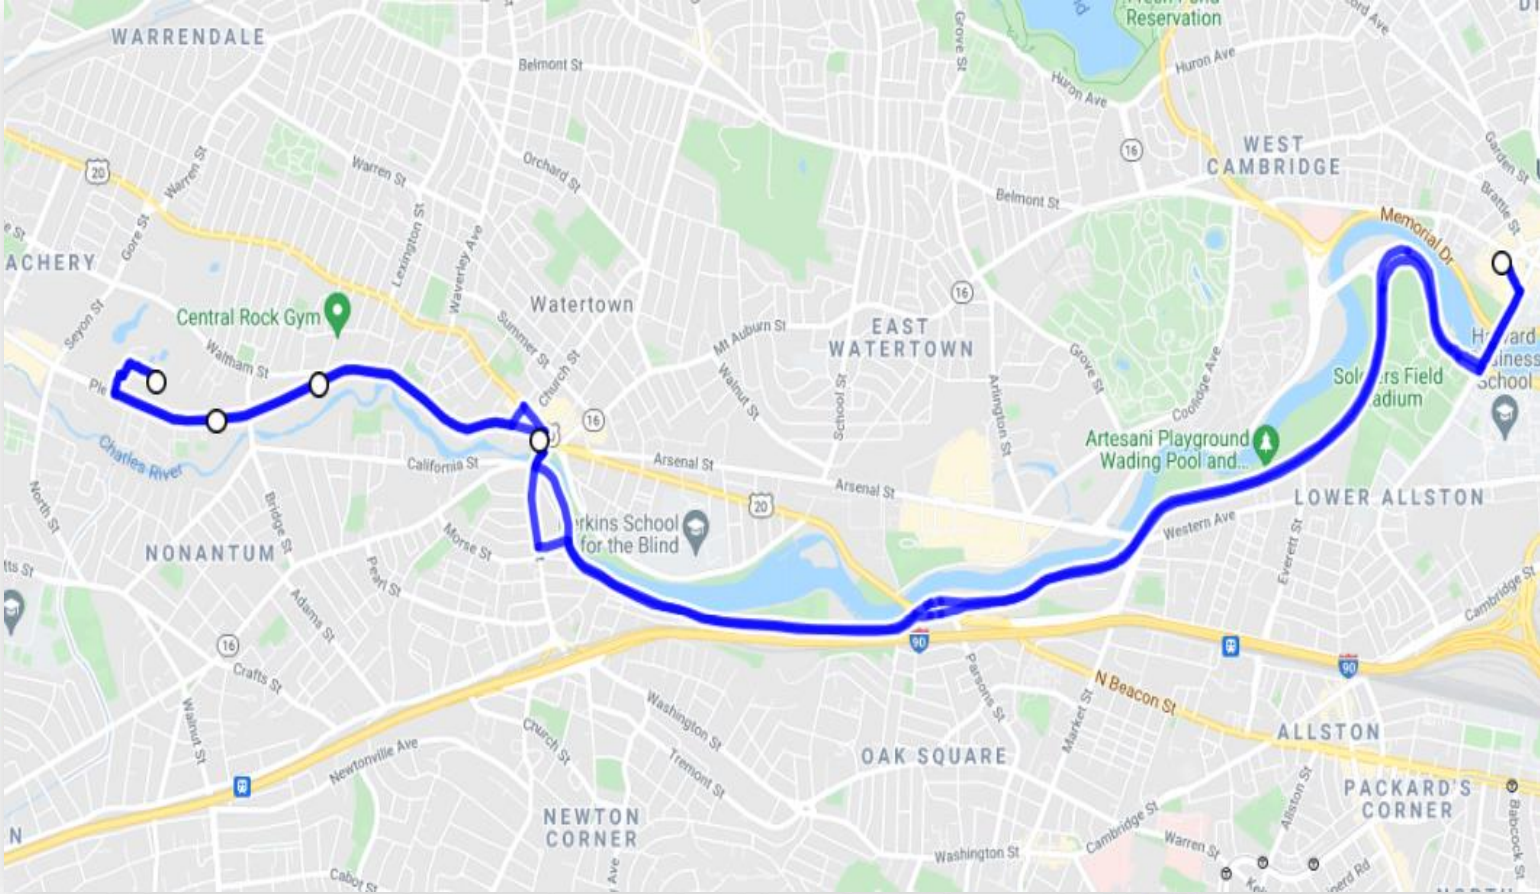 WARRENDALE
Belmont St
Grove St
Reservation
Huron Ave
Huron Ave
16
WEST
CAMBRIDGE
Garden St
Brattle St
20
Warren St
Warren St
Orchard St
Belmont St
Memorial Dr
Gore St
Lexington St
Waverley Ave
ACHERY
Seyon St
Central Rock Gym
Waltham St
Watertown
Summer St
Church St
Mt Auburn St
16
EAST
WATERTOWN
Grove St
Coolidge Ave
Walnut St
School St
Arlington St
School
Ple
Charles River
16
California St
Arsenal St
Arsenal St
20
Artesani Playground
Wading Pool and...
LOWER ALLSTON
Western Ave
Everett St
North St
Bridge St
NONANTUM
Morse St
Pearl St
Adams St
rkins School
for the Blind
Cambridge St
16
Crafts St
Walnut St
90
90
Parsons St
N Beacon St
Market St
ALLSTON
Newtonville Ave
Church St
Washington St
Tremont St
OAK SQUARE
PACKARD'S
CORNER
Allston St
Babcock St
NEWTON
CORNER
N
Cambridge St
Warren St
Washington St
Cabot St
Ave